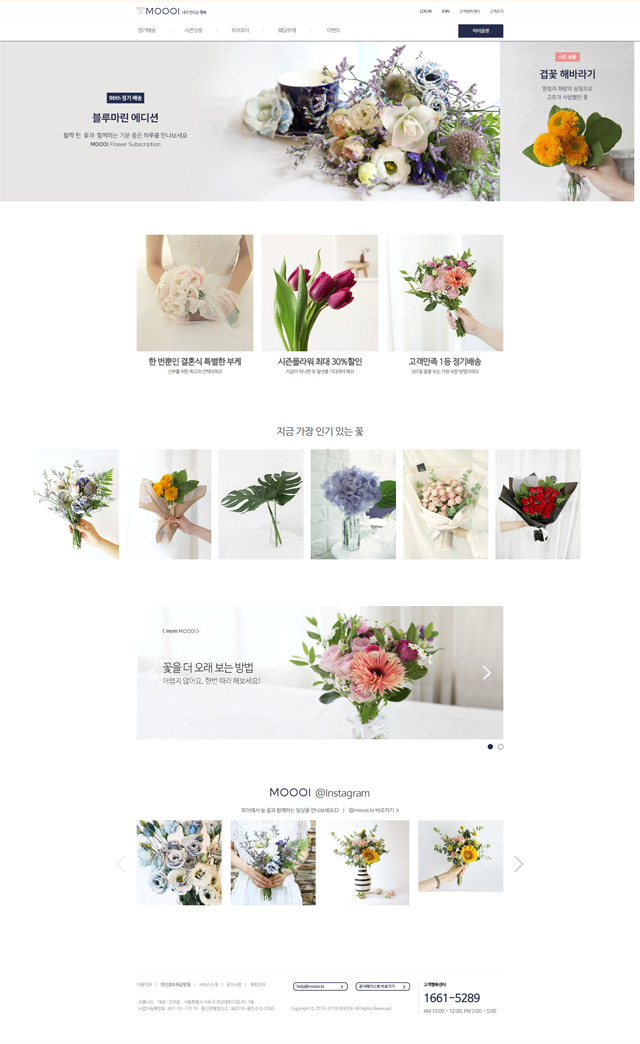 MOOOI 내가 만드는 행복
LOG IN JOIN 고객행복센터 고객후기
정기배송 시즌상품 모아모이 웨딩부케 이벤트
마이플랜
98th 정기 배송
블루마린 에디션
활짝 핀 꽃과 함께하는 기분 좋은 하루를 만나보세요
MOOOI Flower Subscription
시즌 상품
겹꽃 해바라기
열정과 희망의 상징으로
고흐가 사랑했던 꽃
한 번뿐인 결혼식 특별한 부케
신부를 위한 최고의 선택이에요
시즌플라워 최대 30%할인
지금이 아니면 또 일년을 기다려야 해요
고객만족 1등 정기배송
365일 꽃을 보는 가장 쉬운 방법이에요
지금 가장 인기 있는 꽃
( more MOOOI )
꽃을 더 오래 보는 방법
어렵지 않아요, 한번 따라 해보세요!
MOOOI @Instagram
모이에서 늘 꽃과 함께하는 일상을 만나보세요:D | @moooi.kr 바로가기 >
이용약관 | 개인정보취급방침 | 서비스소개 | 공지사항 | 제휴안내
help@moooi.kr >
공식페이스북 바로가기 >
고객행복센터
1661-5289
AM 10:00 ~ 12:00, PM 2:00 ~ 5:00
Copyright © 2014-2018 MOOOI. All Rights Reserved.